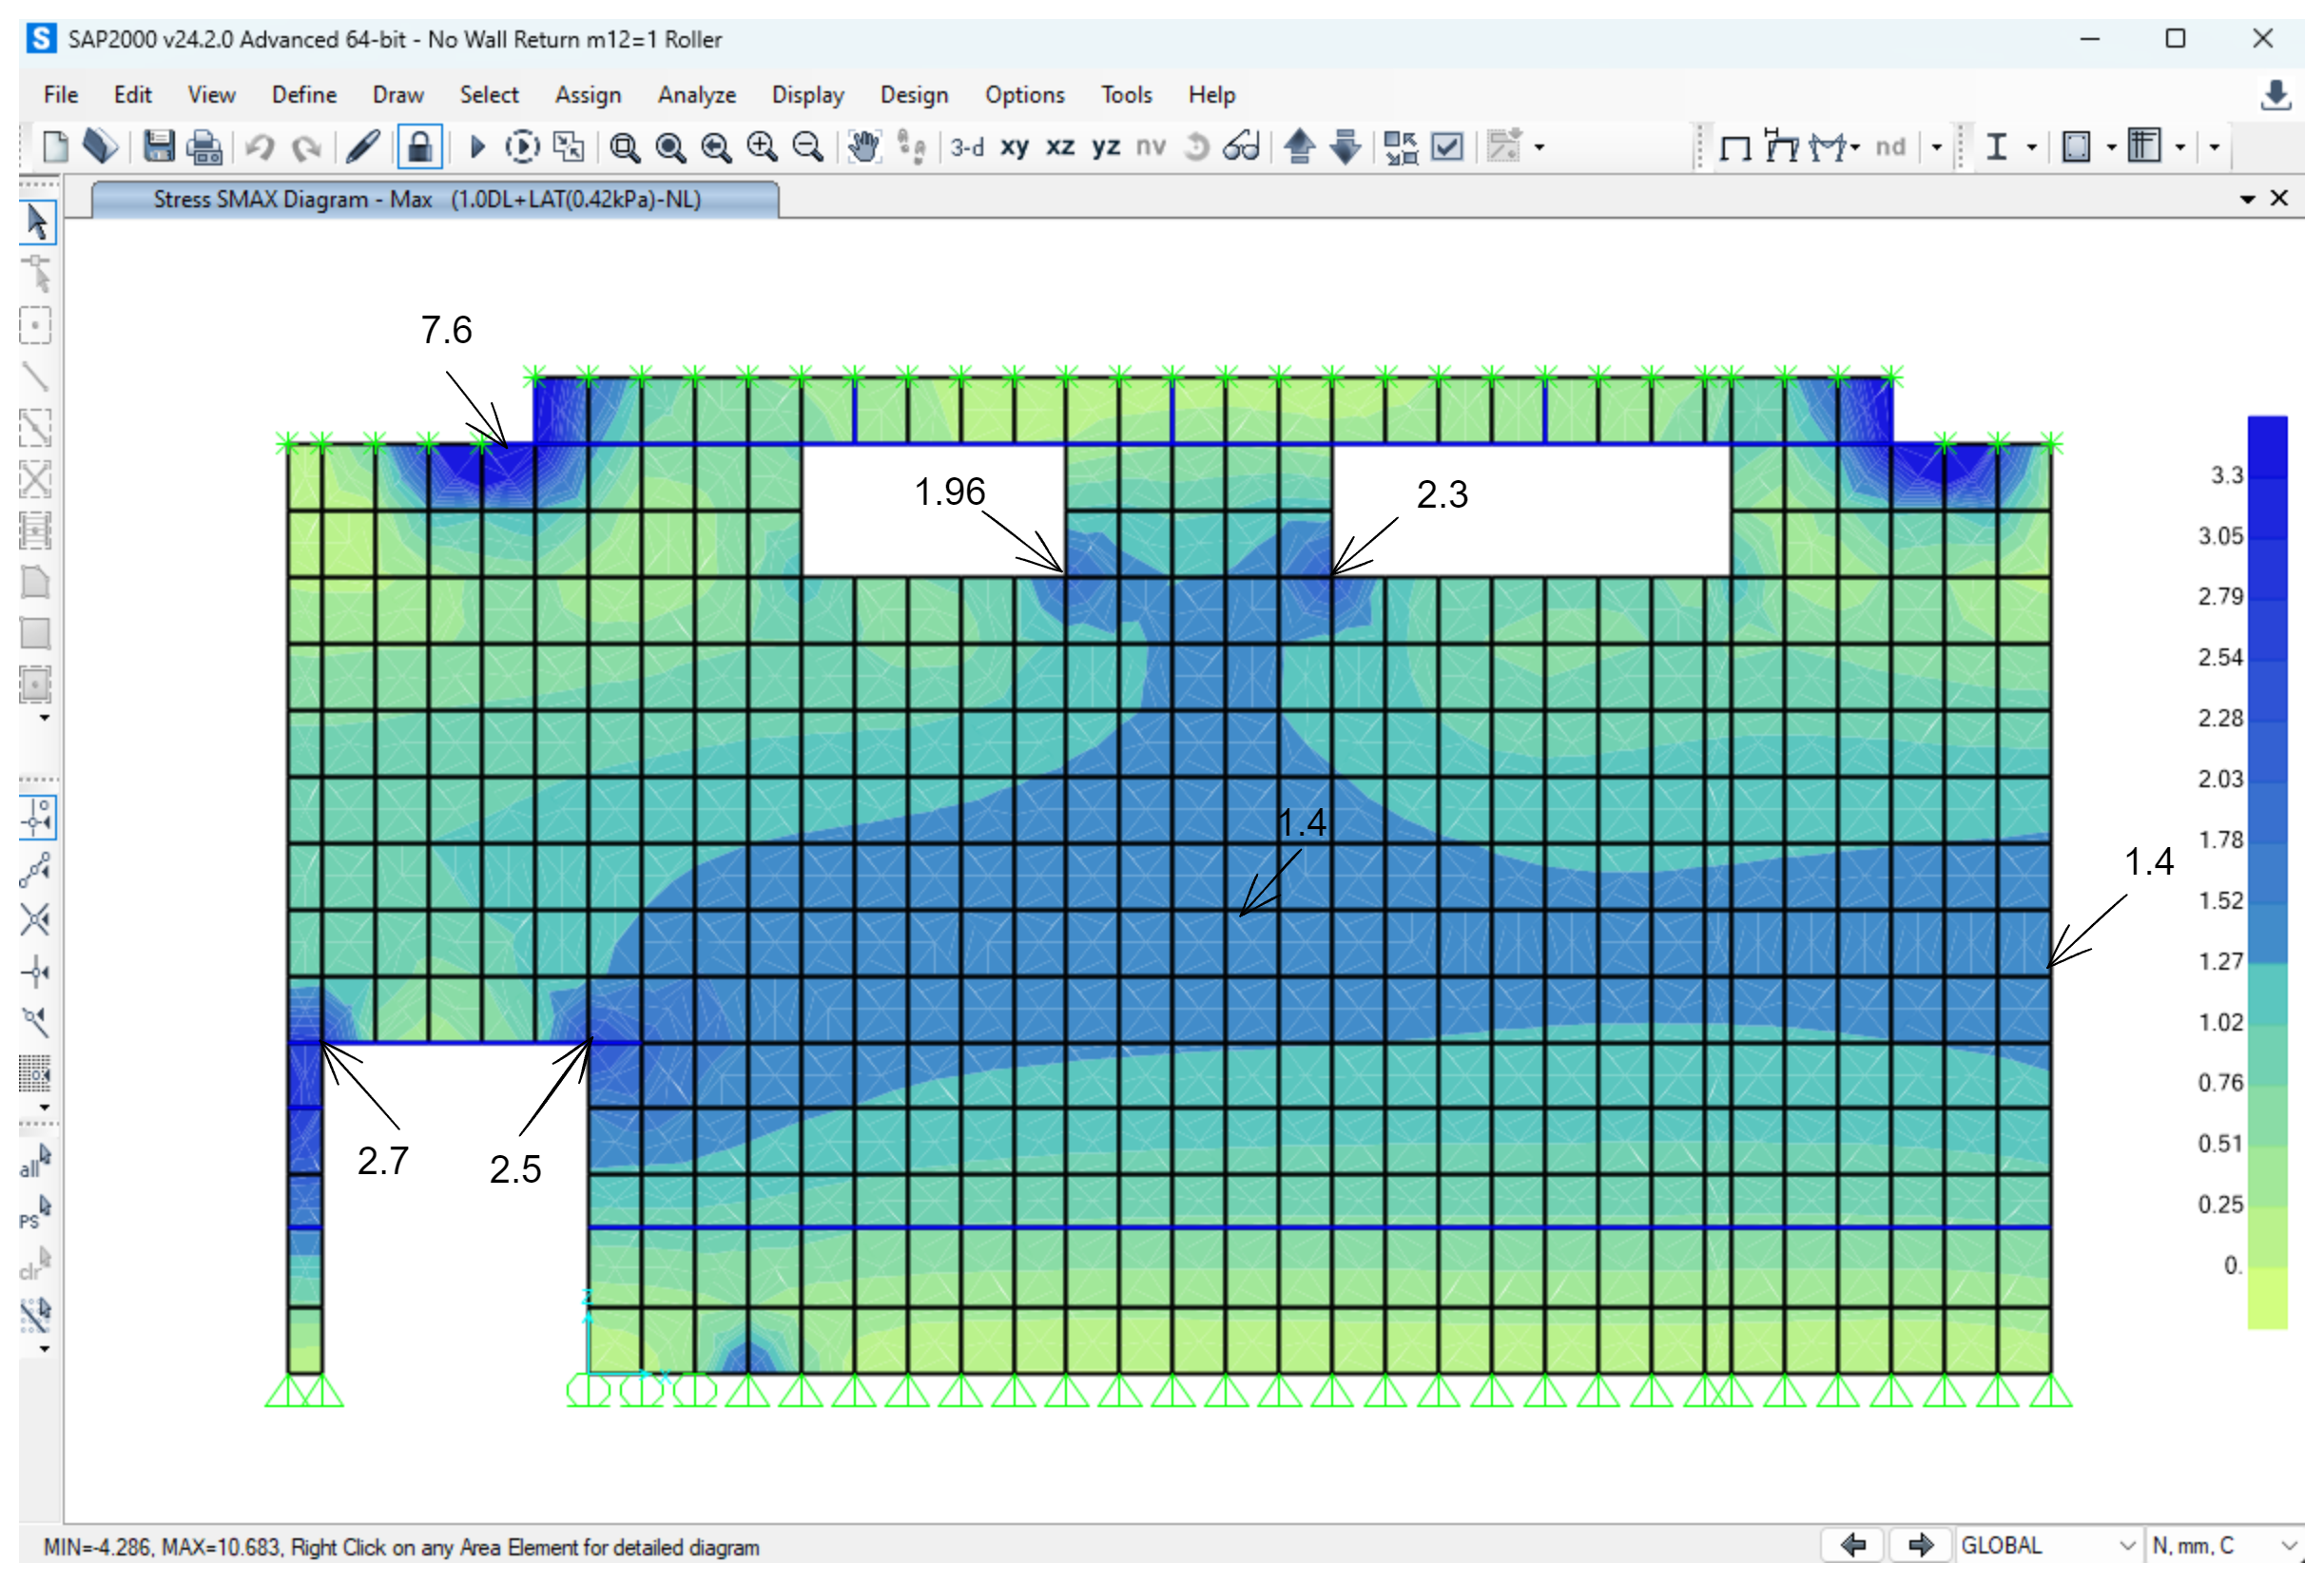 SAP2000 v24.2.0 Advanced 64-bit - No Wall Return m12=1 Roller
File Edit View Define Draw Select Assign Analyze Display Design Options Tools Help
3-d xy xz yz nv nd
Stress SMAX Diagram - Max (1.0DL+LAT(0.42kPa)-NL)
7.6
1.96
2.3
1.4
1.4
2.7
2.5
3.3
3.05
2.79
2.54
2.28
2.03
1.78
1.52
1.27
1.02
0.76
0.51
0.25
0.
all
PS
clr
Z
X
MIN=-4.286, MAX=10.683, Right Click on any Area Element for detailed diagram
GLOBAL
N, mm, C